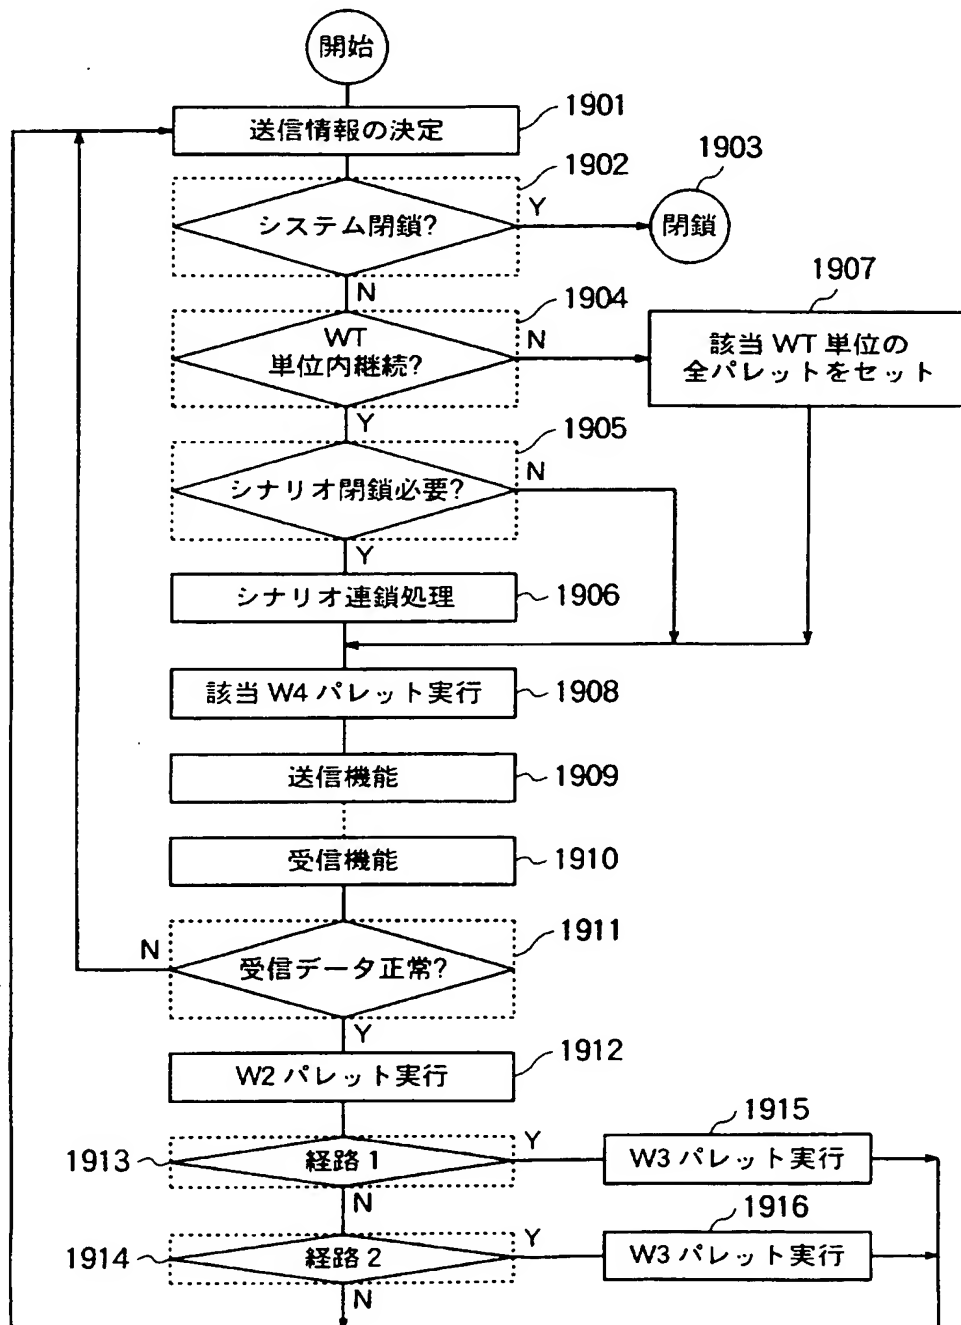 開始
1901
送信情報の決定
1902
1903
システム閉鎖?
Y
閉鎖
N
1904
1907
WT
単位内継続?
N
該当 WT 単位の
全パレットをセット
Y
1905
シナリオ閉鎖必要?
N
Y
シナリオ連鎖処理
1906
該当 W4 パレット実行
1908
送信機能
1909
受信機能
1910
1911
N
受信データ正常?
Y
1912
W2 パレット実行
1915
1913
経路 1
Y
W3 パレット実行
N
1916
1914
経路 2
Y
W3 パレット実行
N